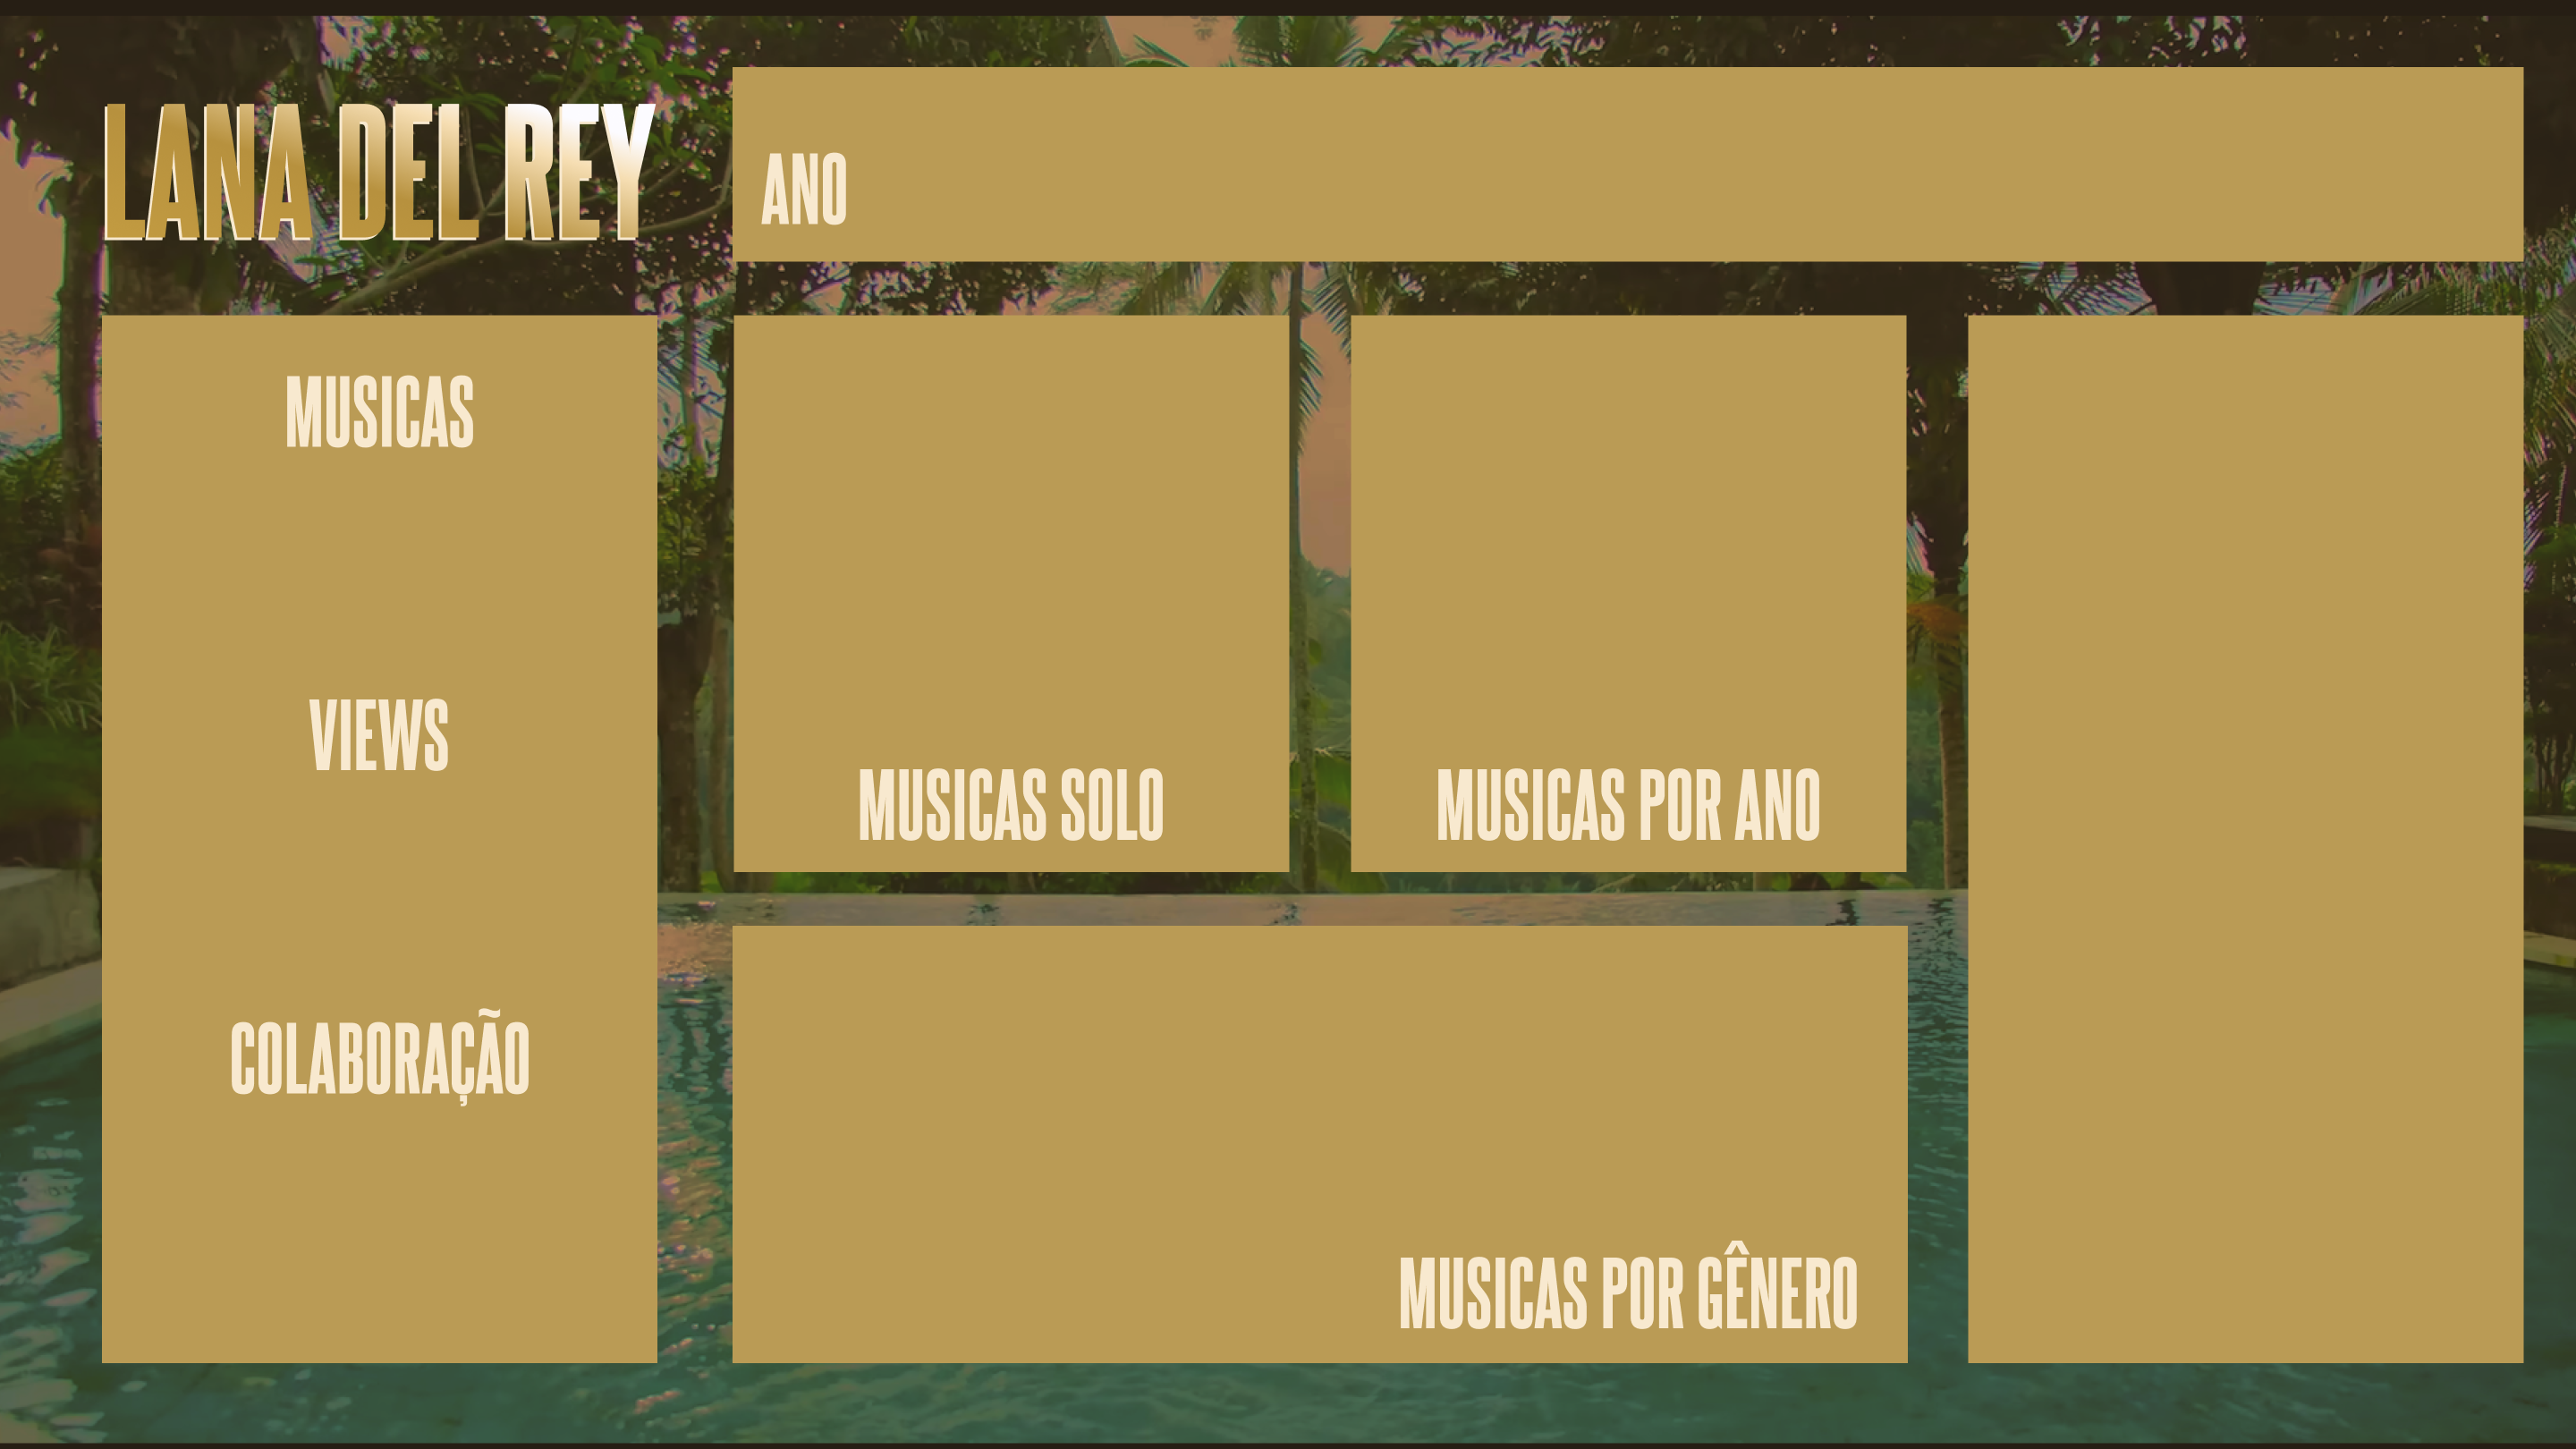 LANA DEL REY
ANO
MUSICAS
VIEWS
COLABORAÇÃO
MUSICAS SOLO
MUSICAS POR ANO
MUSICAS POR GÊNERO